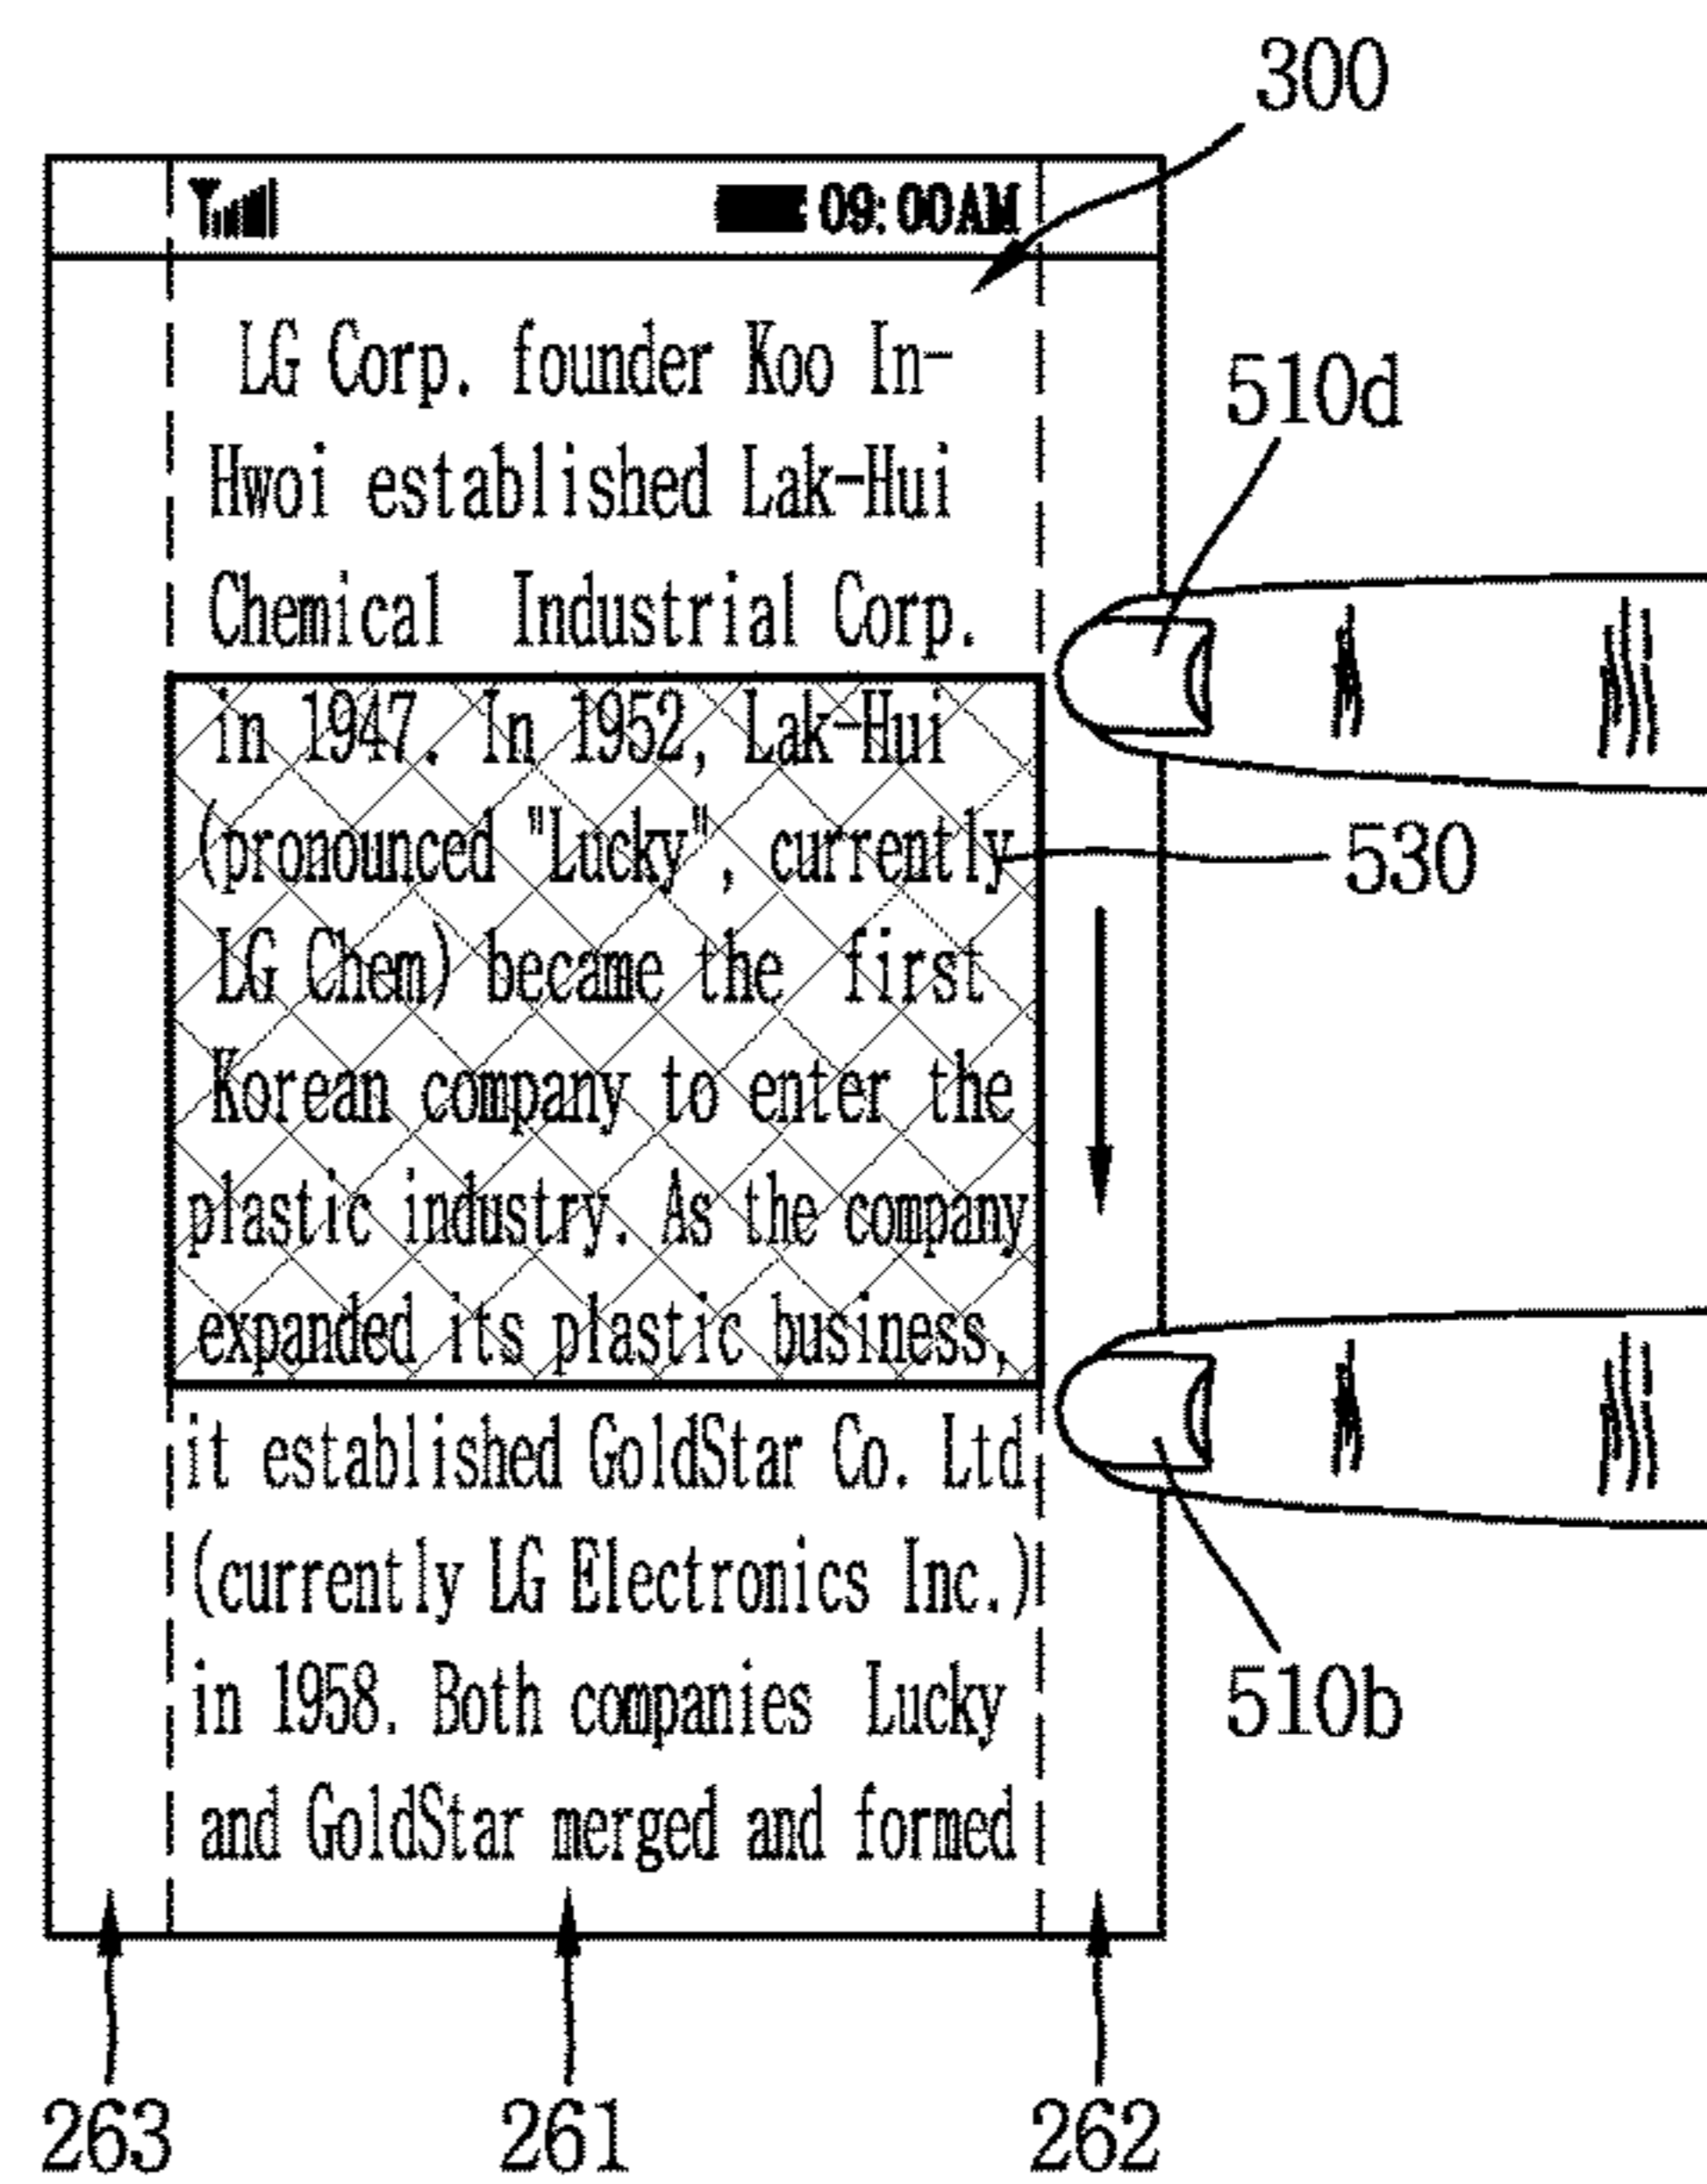 300
09:00AM
LG Corp. founder Koo In-
510d
Hwoi established Lak-Hui
Chemical Industrial Corp.
in 1947. In 1952, Lak-Hui
(pronounced "Lucky", currently
530
LG Chem) became the first
Korean company to enter the
plastic industry. As the company
expanded its plastic business,
it established GoldStar Co. Ltd
(currently LG Electronics Inc.)
in 1958. Both companies Lucky
510b
and GoldStar merged and formed
263 261 262